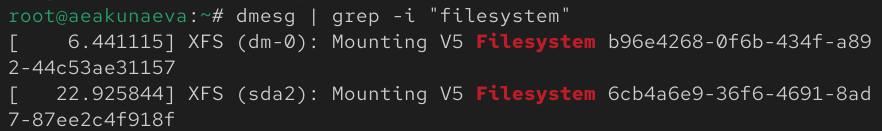 root@aeakunaeva:~# dmesg | grep -i "filesystem"
[    6.441115] XFS (dm-0): Mounting V5 Filesystem b96e4268-0f6b-434f-a89
2-44c53ae31157
[   22.925844] XFS (sda2): Mounting V5 Filesystem 6cb4a6e9-36f6-4691-8ad
7-87ee2c4f918f